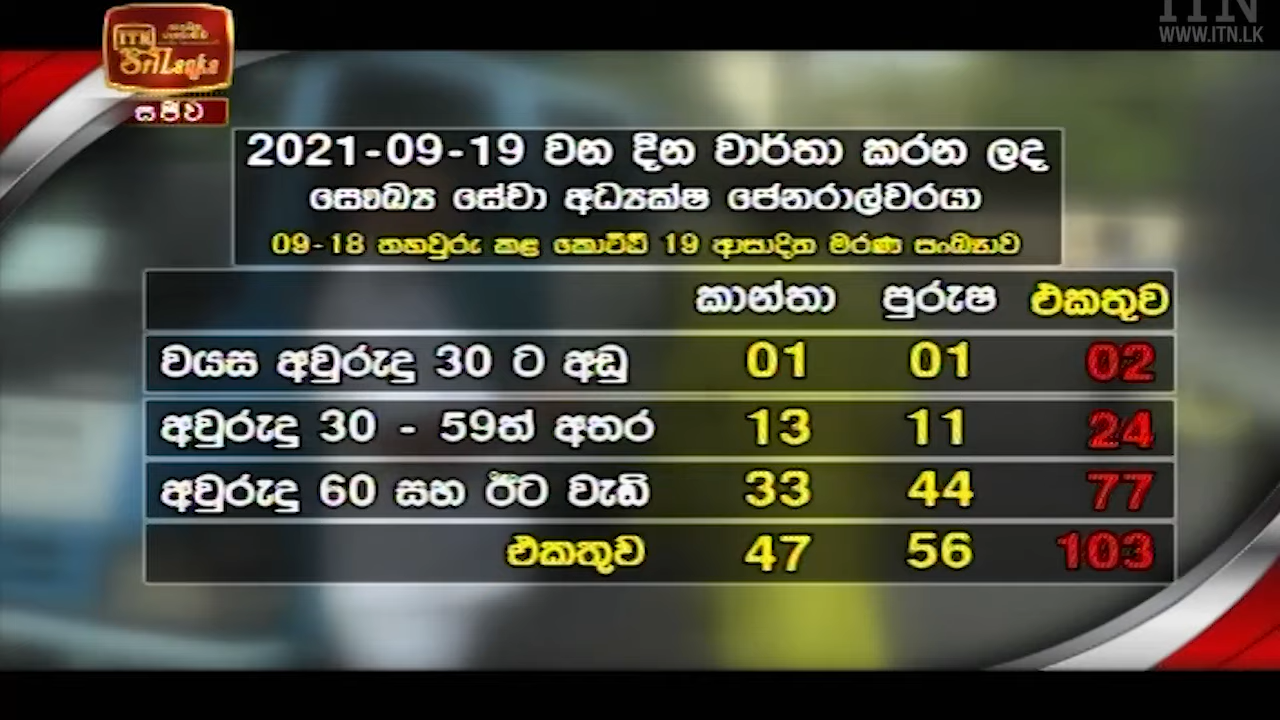 ITN
WWW.ITN.LK
ITN
SriLanka
සජීව
2021-09-19 වන දින වාර්තා කරන ලද
සෞඛ්‍ය සේවා අධ්‍යක්ෂ ජෙනරාල්වරයා
09-18 තහවුරු කළ කොවිඩ් 19 ආසාදිත මරණ සංඛ්‍යාව
කාන්තා පුරුෂ එකතුව
වයස අවුරුදු 30 ට අඩු 01 01 02
අවුරුදු 30 - 59ත් අතර 13 11 24
අවුරුදු 60 සහ ඊට වැඩි 33 44 77
එකතුව 47 56 103